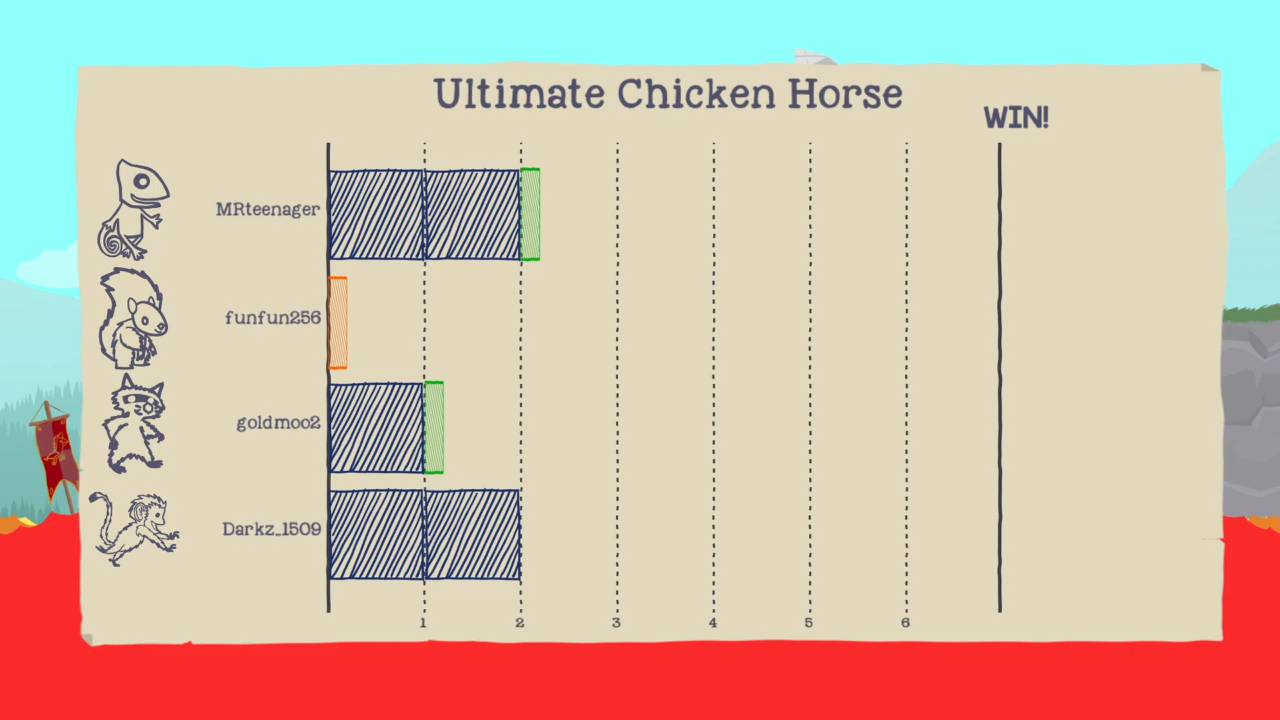 Ultimate Chicken Horse
WIN!
MRteenager
funfun256
goldmoo2
Darkz_1509
1 2 3 4 5 6